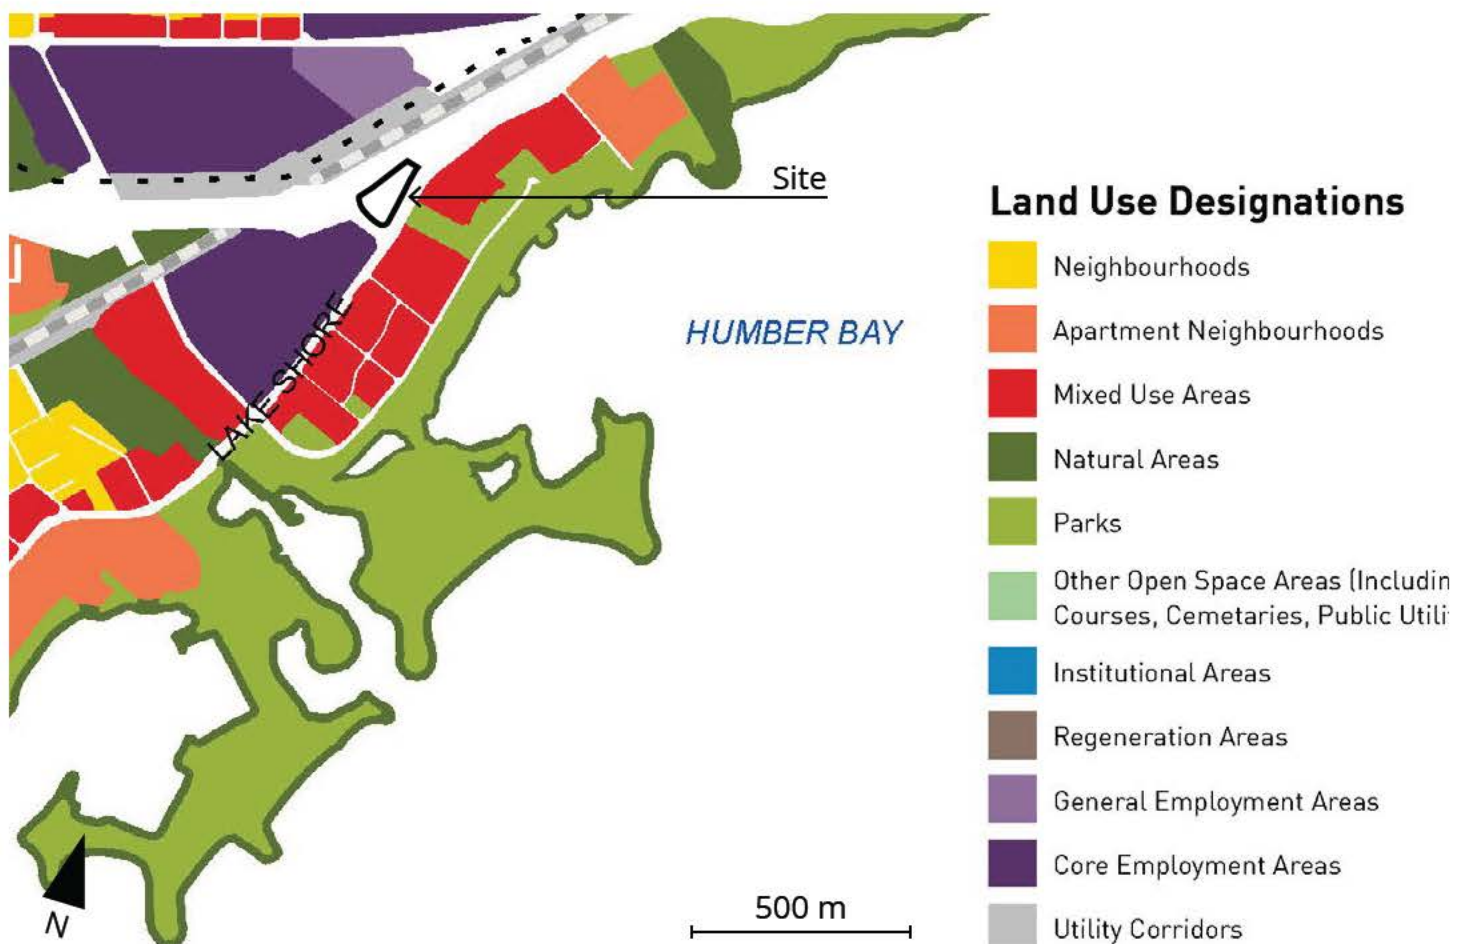 Site
HUMBER BAY
LAKE SHORE
N
500 m
Land Use Designations
Neighbourhoods
Apartment Neighbourhoods
Mixed Use Areas
Natural Areas
Parks
Other Open Space Areas (Includin
Courses, Cemetaries, Public Utili
Institutional Areas
Regeneration Areas
General Employment Areas
Core Employment Areas
Utility Corridors